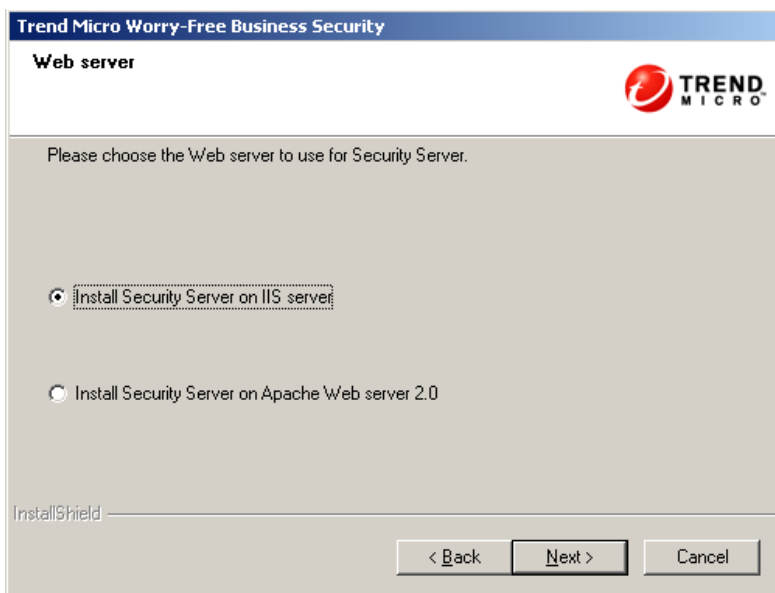 Trend Micro Worry-Free Business Security
Web server
TREND
MICRO
Please choose the Web server to use for Security Server.
Install Security Server on IIS server
Install Security Server on Apache Web server 2.0
InstallShield
< Back
Next >
Cancel